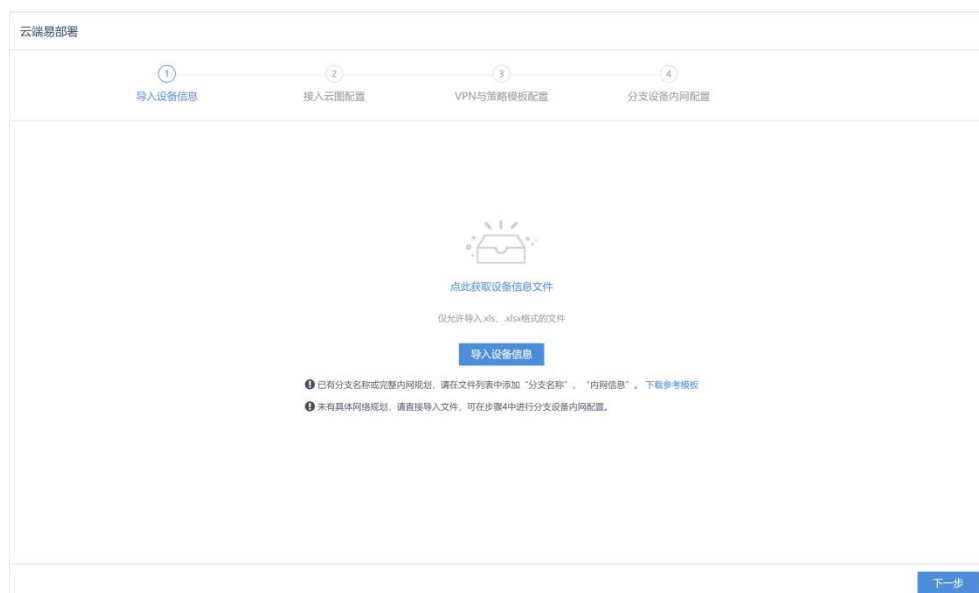 云端易部署
1
2
3
4
导入设备信息
接入云图配置
VPN与策略模板配置
分支设备内网配置
点此获取设备信息文件
仅允许导入.xls、.xlsx格式的文件
导入设备信息
已有分支名称或完整内网规划，请在文件列表中添加“分支名称”、“内网信息”。 下载参考模板
未有具体网络规划，请直接导入文件，可在步骤4中进行分支设备内网配置。
下一步